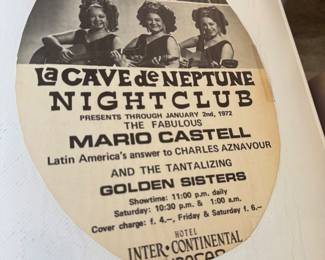 La CAVE de NEPTUNE
NIGHTCLUB
PRESENTS THROUGH JANUARY 2nd, 1972
THE FABULOUS
MARIO CASTELL
Latin America's answer to CHARLES AZNAVOUR
AND THE TANTALIZING
GOLDEN SISTERS
Showtime: 11:00 p.m. daily
Saturday: 10:30 p.m. & 1:00 a.m.
Cover charge: f. 4.–, Friday & Saturday f. 6.–
HOTEL
INTER•CONTINENTAL